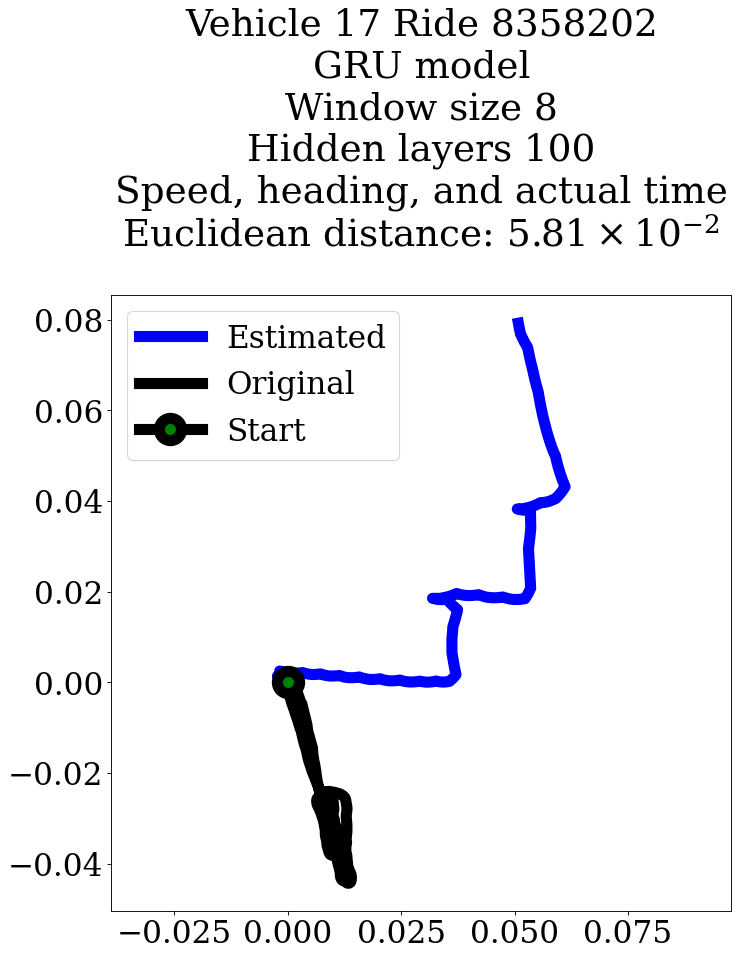 Vehicle 17 Ride 8358202
GRU model
Window size 8
Hidden layers 100
Speed, heading, and actual time
Euclidean distance: 5.81 × 10⁻²
Estimated
Original
Start
0.08
0.06
0.04
0.02
0.00
−0.02
−0.04
−0.025 0.000 0.025 0.050 0.075